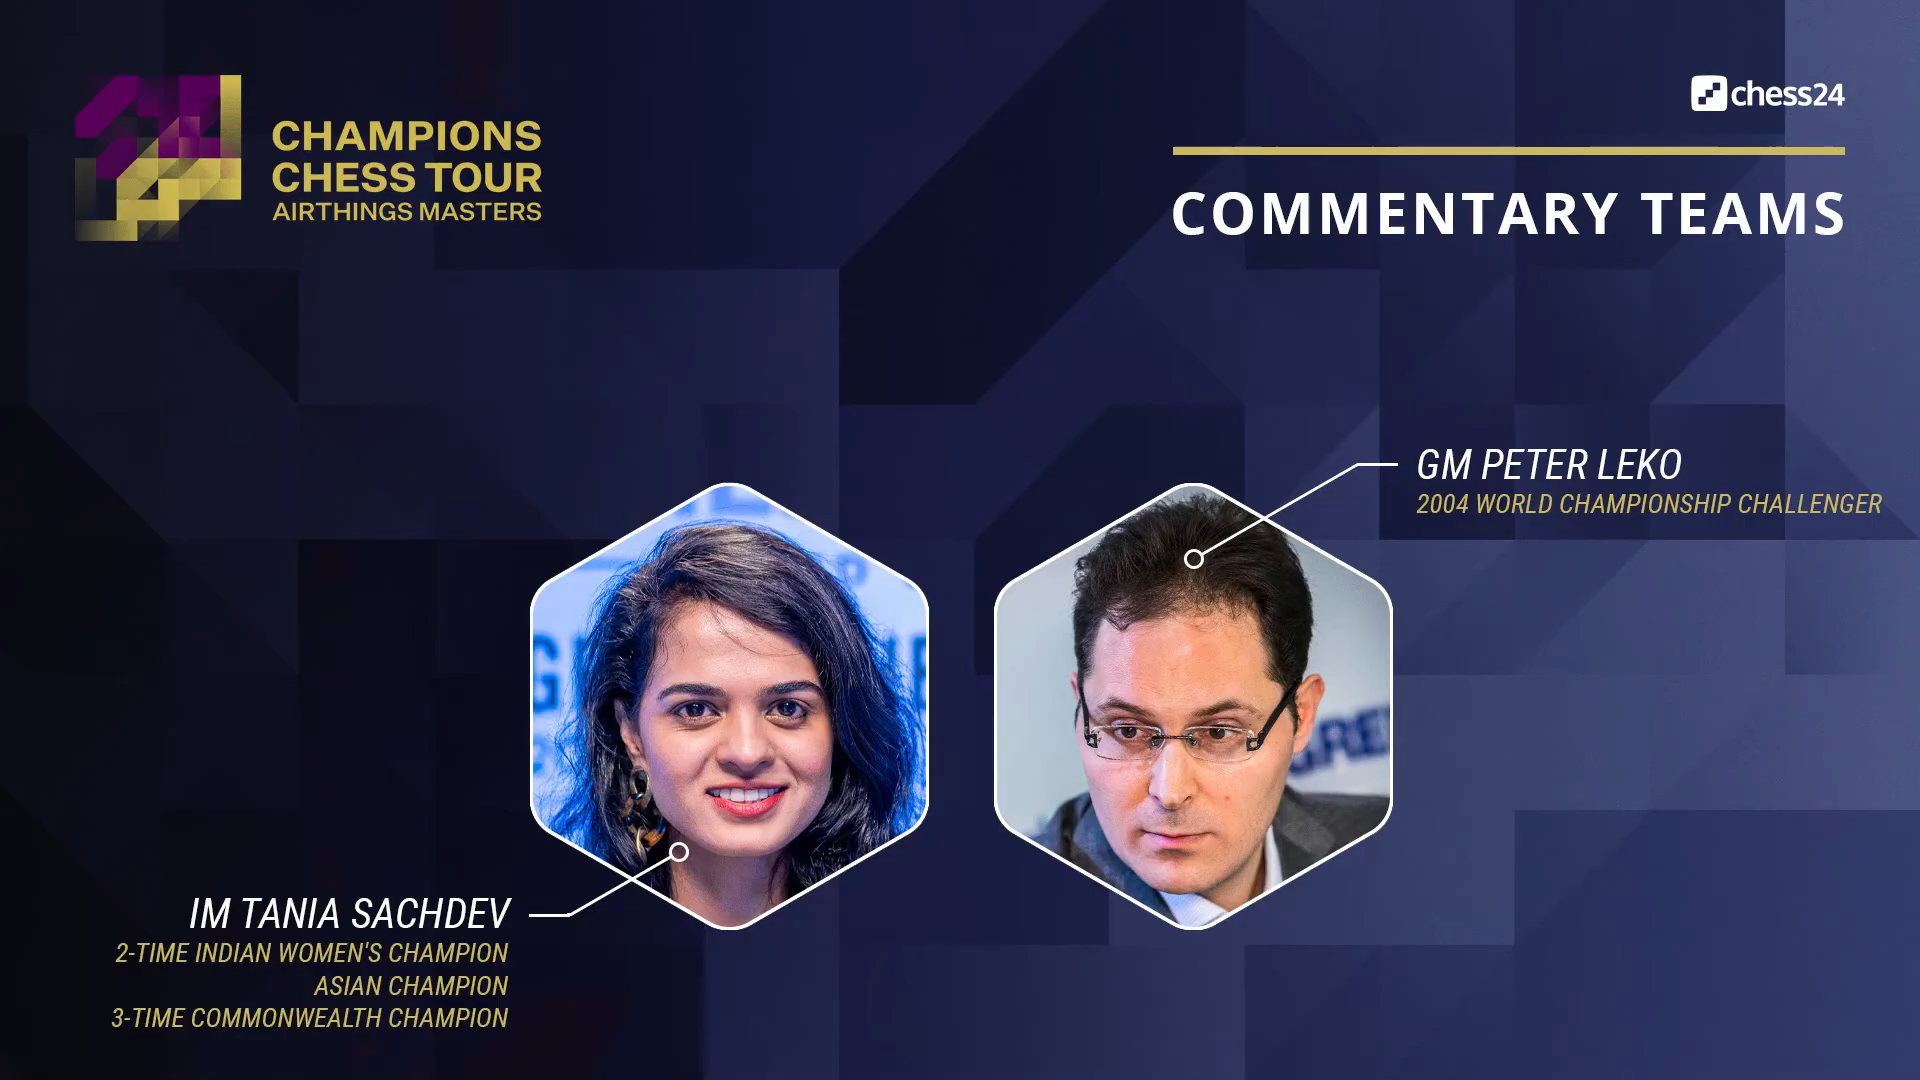 CHAMPIONS
CHESS TOUR
AIRTHINGS MASTERS
chess24
COMMENTARY TEAMS
GM PETER LEKO
2004 WORLD CHAMPIONSHIP CHALLENGER
IM TANIA SACHDEV
2-TIME INDIAN WOMEN'S CHAMPION
ASIAN CHAMPION
3-TIME COMMONWEALTH CHAMPION